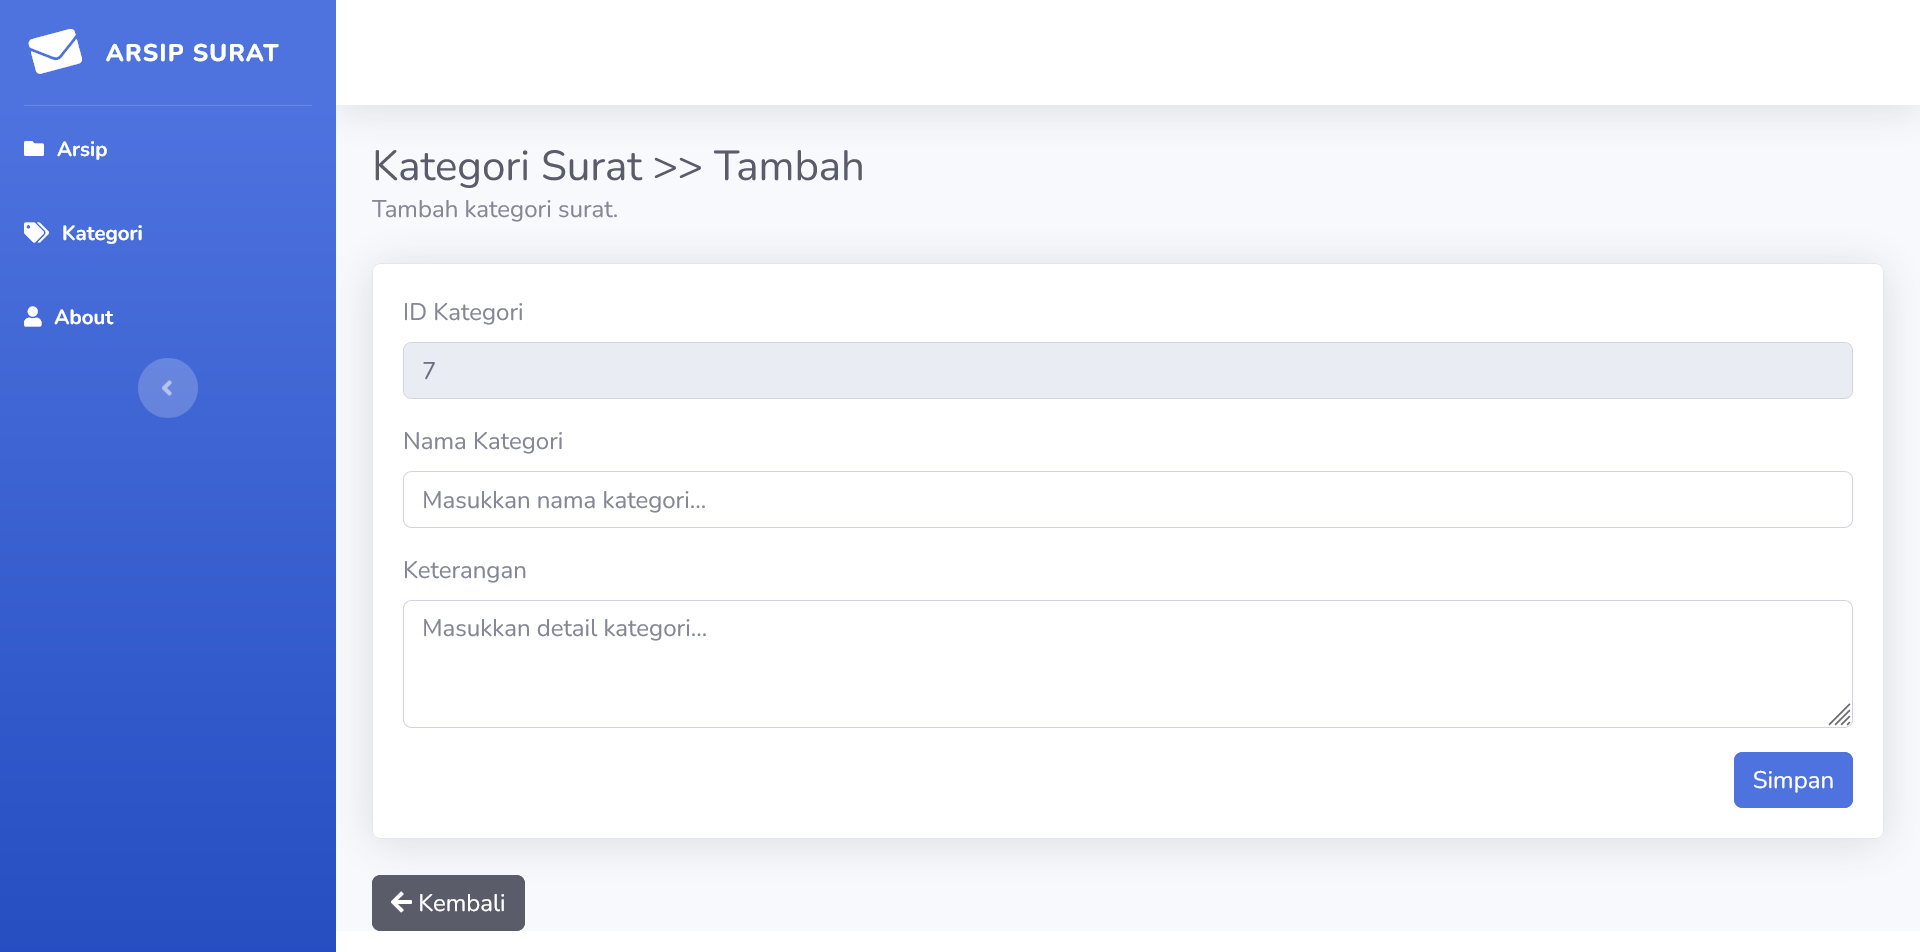 ARSIP SURAT
Arsip
Kategori
About
Kategori Surat >> Tambah
Tambah kategori surat.
ID Kategori
7
Nama Kategori
Masukkan nama kategori...
Keterangan
Masukkan detail kategori...
Simpan
Kembali